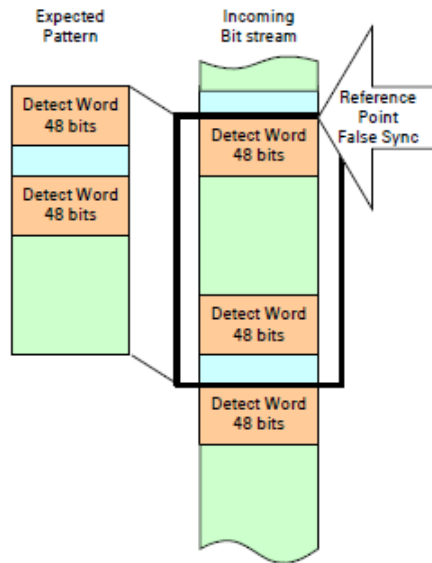 Expected
Pattern
Incoming
Bit stream
Detect Word
48 bits
Detect Word
48 bits
Reference
Point
False Sync
Detect Word
48 bits
Detect Word
48 bits
Detect Word
48 bits